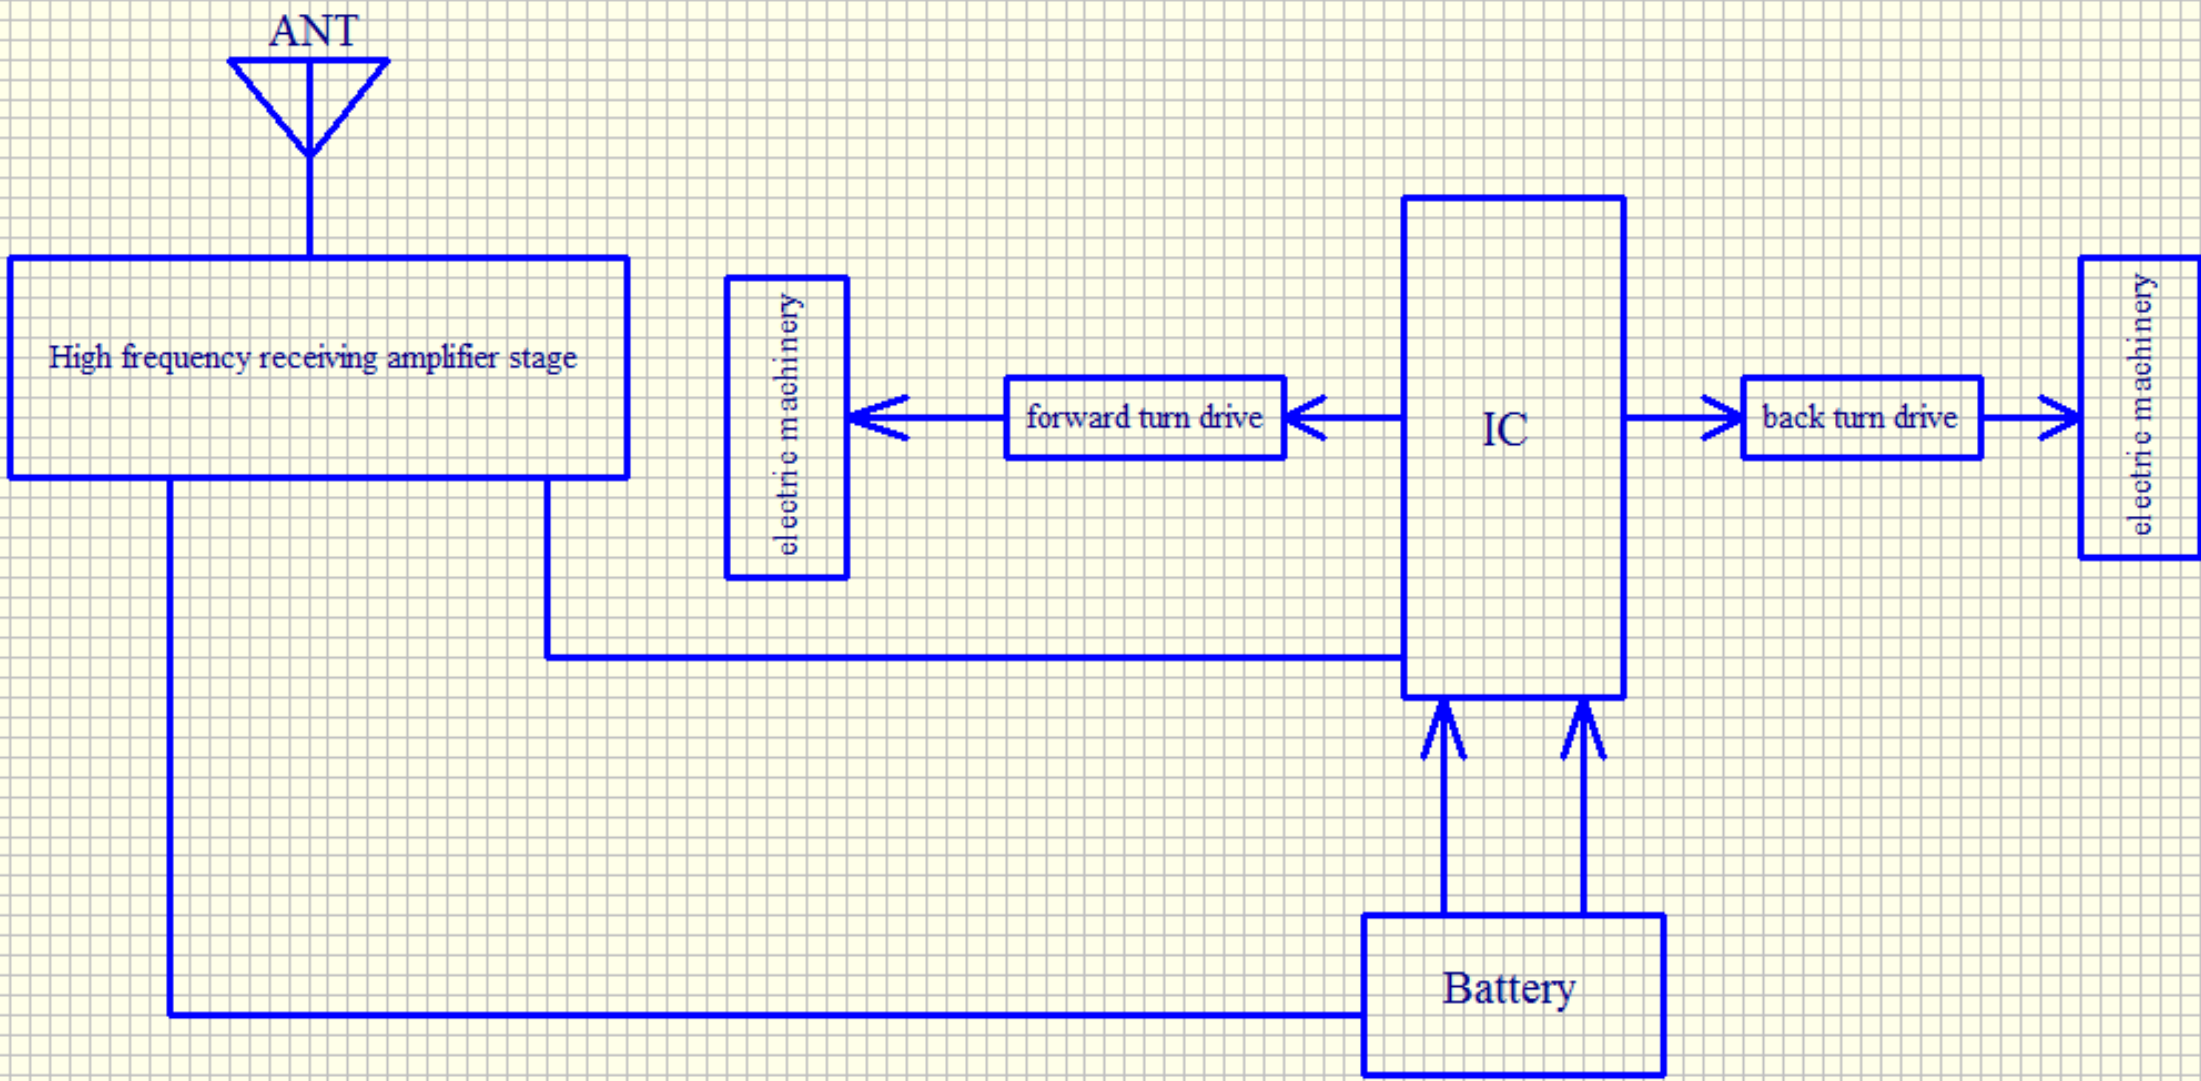 ANT
High frequency receiving amplifier stage
electric machinery
forward turn drive
IC
back turn drive
electric machinery
Battery